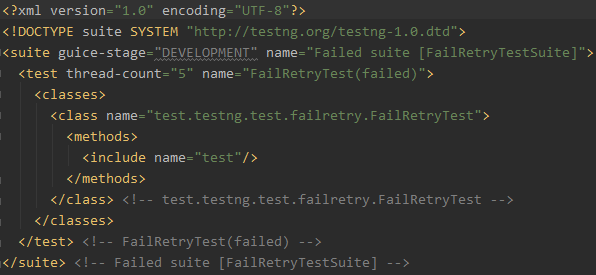 <?xml version="1.0" encoding="UTF-8"?>
<!DOCTYPE suite SYSTEM "http://testng.org/testng-1.0.dtd">
<suite guice-stage="DEVELOPMENT" name="Failed suite [FailRetryTestSuite]">
  <test thread-count="5" name="FailRetryTest(failed)">
    <classes>
      <class name="test.testng.test.failretry.FailRetryTest">
        <methods>
          <include name="test"/>
        </methods>
      </class> <!-- test.testng.test.failretry.FailRetryTest -->
    </classes>
  </test> <!-- FailRetryTest(failed) -->
</suite> <!-- Failed suite [FailRetryTestSuite] -->